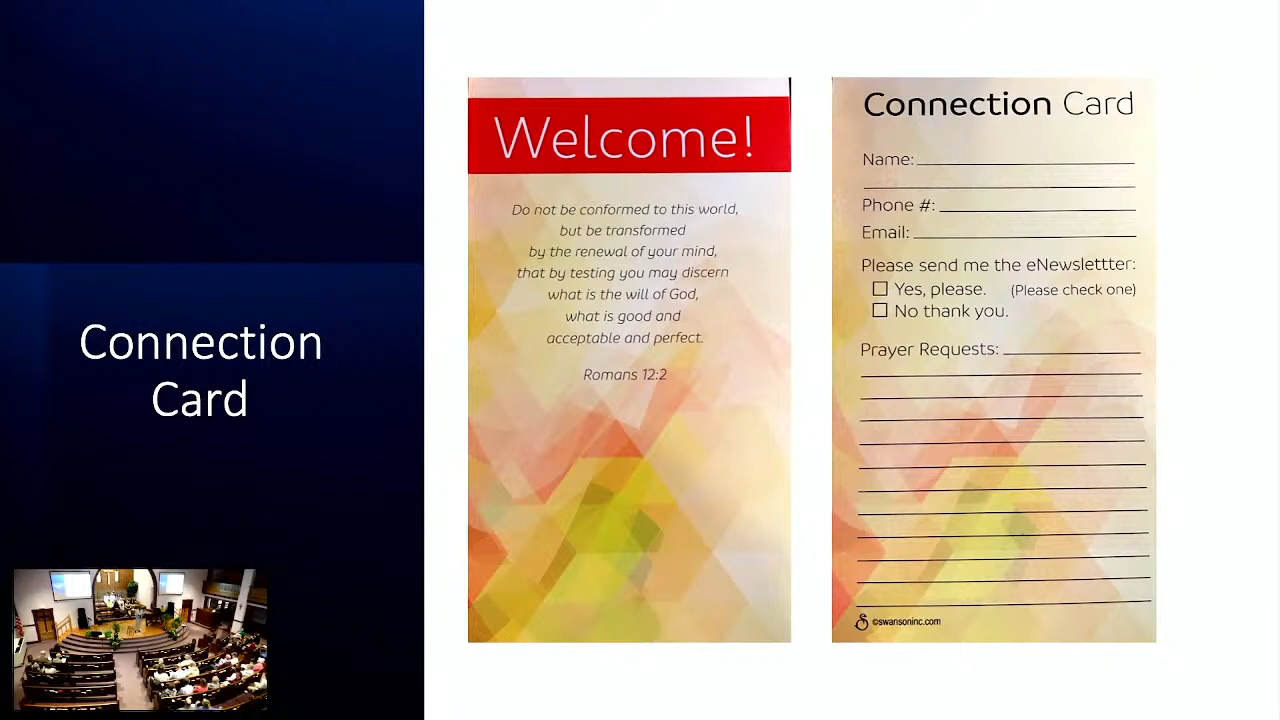 Connection
Card
Welcome!
Do not be conformed to this world,
but be transformed
by the renewal of your mind,
that by testing you may discern
what is the will of God,
what is good and
acceptable and perfect.
Romans 12:2
Connection Card
Name:
Phone #:
Email:
Please send me the eNewslettter:
Yes, please. (Please check one)
No thank you.
Prayer Requests:
©swansoninc.com